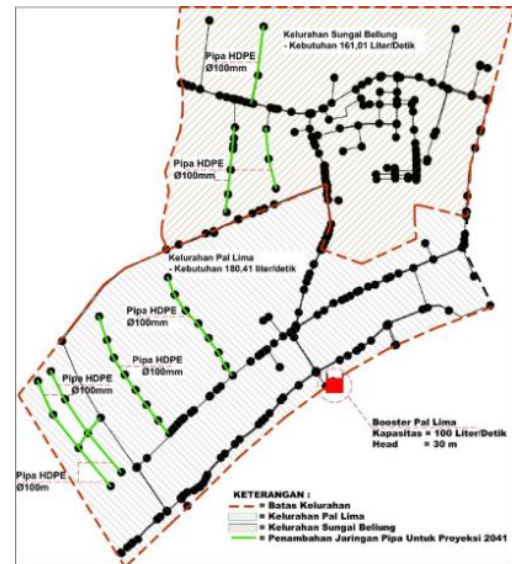 Kelurahan Sungai Beliung
- Kebutuhan 161,01 Liter/Detik
Pipa HDPE
Ø100mm
Pipa HDPE
Ø100mm
Kelurahan Pal Lima
- Kebutuhan 180,41 liter/detik
Pipa HDPE
Ø100mm
Pipa HDPE
Ø100mm
Pipa HDPE
Ø100mm
Pipa HDPE
Ø100m
Booster Pal Lima
Kapasitas = 100 Liter/Detik
Head = 30 m
KETERANGAN :
= Batas Kelurahan
= Kelurahan Pal Lima
= Kelurahan Sungai Beliung
= Penambahan Jaringan Pipa Untuk Proyeksi 2041